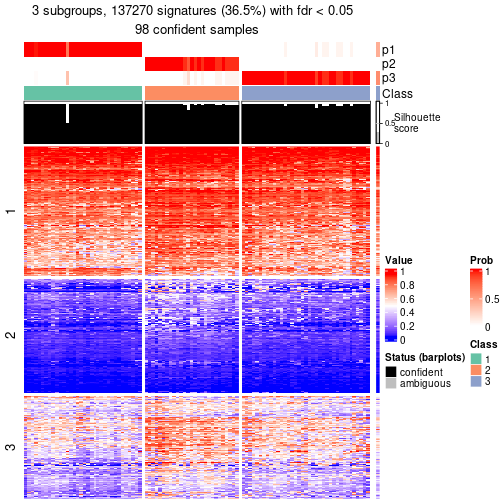 3 subgroups, 137270 signatures (36.5%) with fdr < 0.05
98 confident samples
p1
p2
p3
Class
1
0.5
0
Silhouette
score
1
2
3
Value
1
0.8
0.6
0.4
0.2
0
Status (barplots)
confident
ambiguous
Prob
1
0.5
0
Class
1
2
3